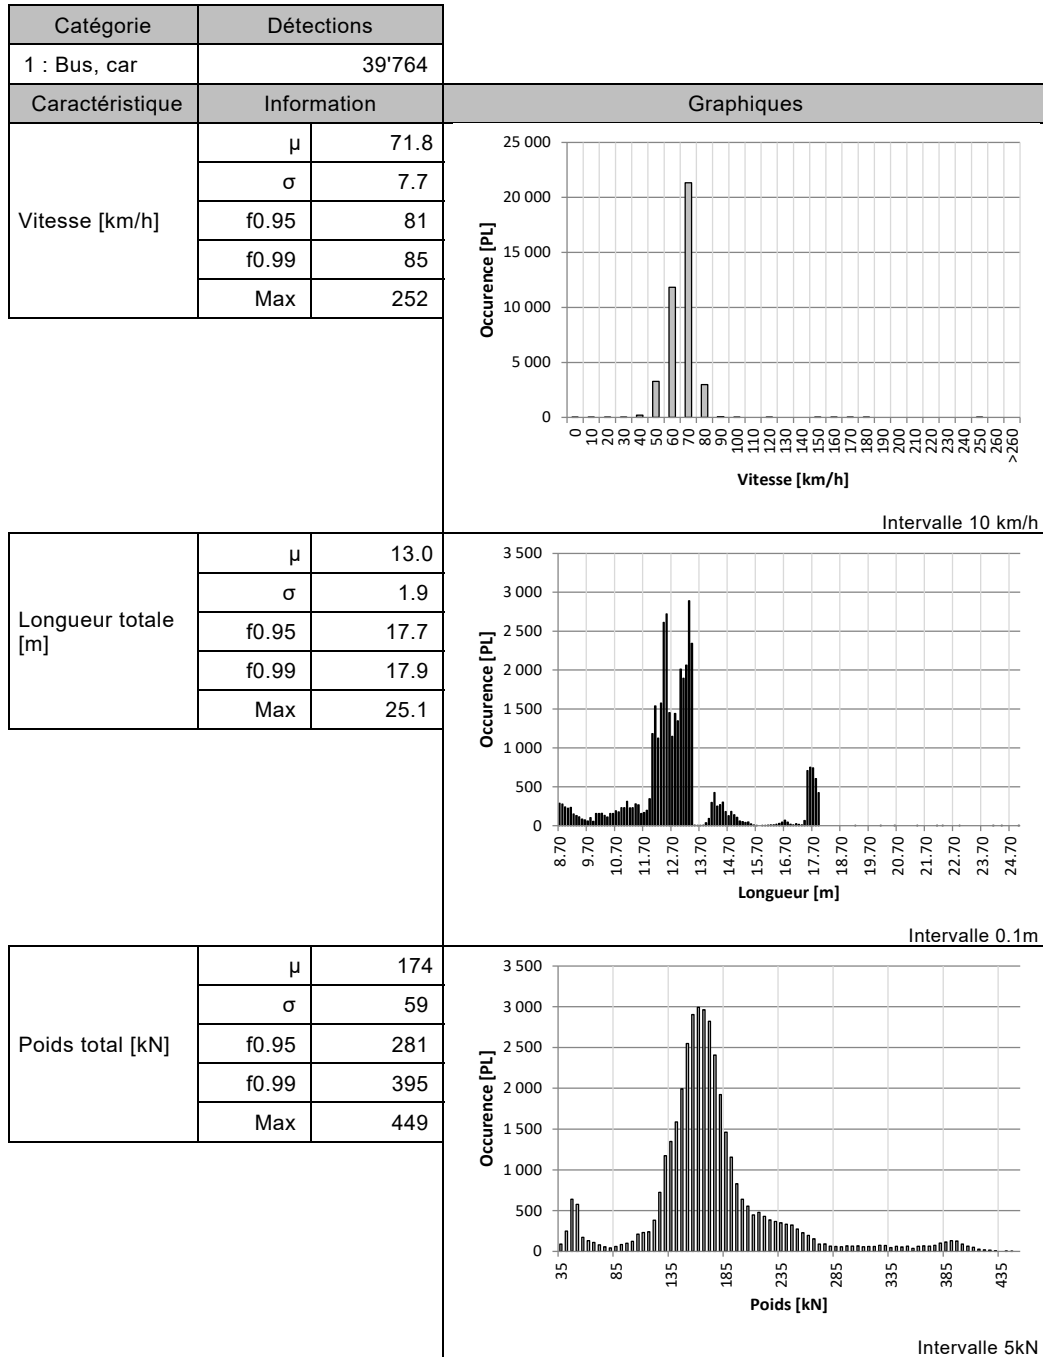 Catégorie Détections
1 : Bus, car 39'764
Caractéristique Information Graphiques
Vitesse [km/h]
µ 71.8
σ 7.7
f0.95 81
f0.99 85
Max 252
25 000
20 000
15 000
10 000
5 000
0
Occurence [PL]
0 10 20 30 40 50 60 70 80 90 100 110 120 130 140 150 160 170 180 190 200 210 220 230 240 250 260 >260
Vitesse [km/h]
Intervalle 10 km/h
Longueur totale
[m]
µ 13.0
σ 1.9
f0.95 17.7
f0.99 17.9
Max 25.1
3 500
3 000
2 500
2 000
1 500
1 000
500
0
Occurence [PL]
8.70 9.70 10.70 11.70 12.70 13.70 14.70 15.70 16.70 17.70 18.70 19.70 20.70 21.70 22.70 23.70 24.70
Longueur [m]
Intervalle 0.1m
Poids total [kN]
µ 174
σ 59
f0.95 281
f0.99 395
Max 449
3 500
3 000
2 500
2 000
1 500
1 000
500
0
Occurence [PL]
35 85 135 185 235 285 335 385 435
Poids [kN]
Intervalle 5kN